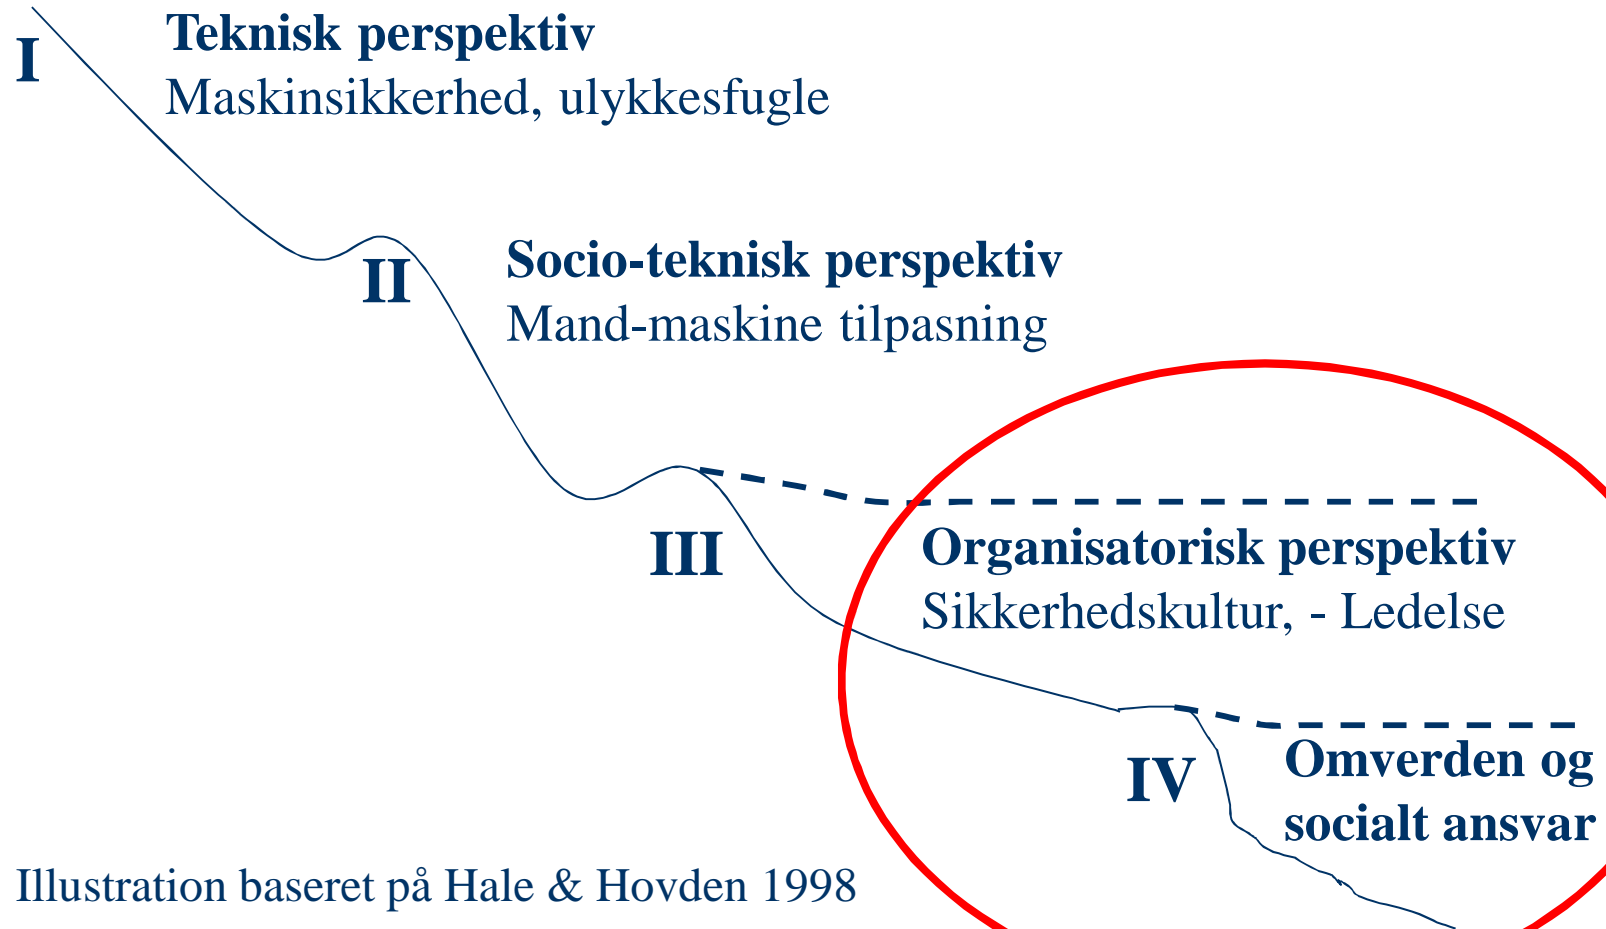 I
Teknisk perspektiv
Maskinsikkerhed, ulykkesfugle
II
Socio-teknisk perspektiv
Mand-maskine tilpasning
III
Organisatorisk perspektiv
Sikkerhedskultur, - Ledelse
IV
Omverden og
socialt ansvar
Illustration baseret på Hale & Hovden 1998